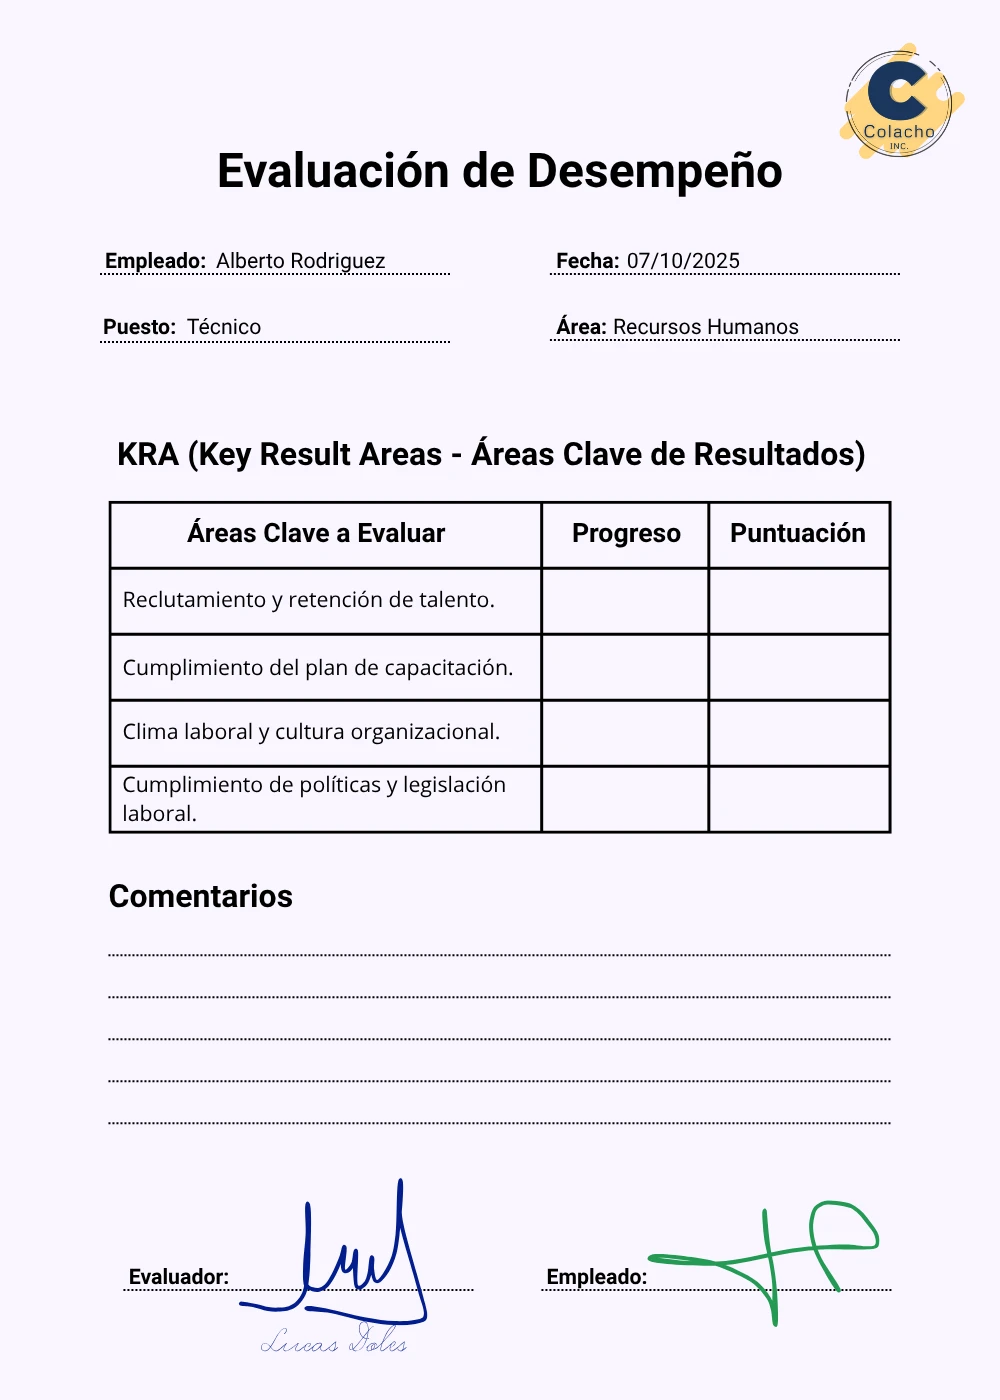 Colacho
INC.
Evaluación de Desempeño
Empleado: Alberto Rodriguez
Fecha: 07/10/2025
Puesto: Técnico
Área: Recursos Humanos
KRA (Key Result Areas - Áreas Clave de Resultados)
Áreas Clave a Evaluar Progreso Puntuación
Reclutamiento y retención de talento.
Cumplimiento del plan de capacitación.
Clima laboral y cultura organizacional.
Cumplimiento de políticas y legislación
laboral.
Comentarios
Evaluador:
Empleado:
Lucas Doles